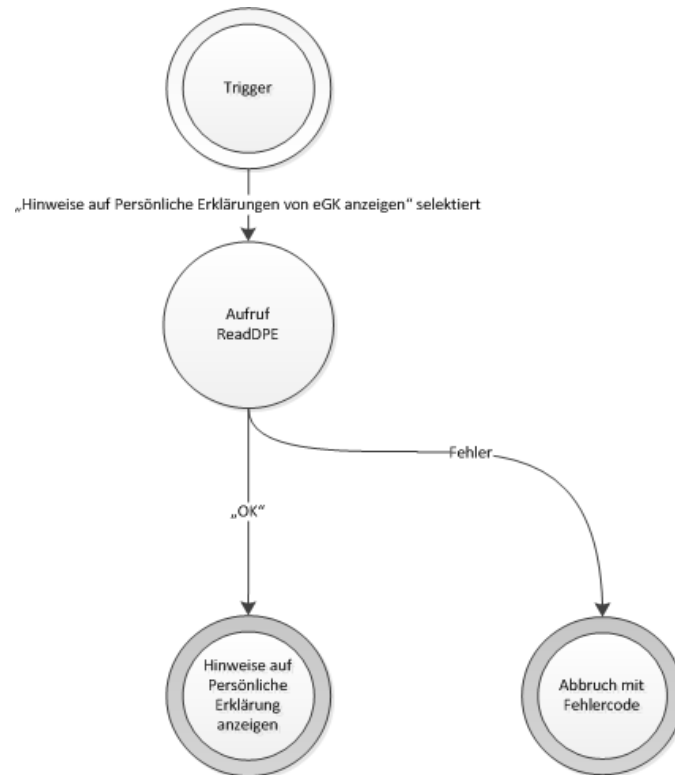 Trigger
„Hinweise auf Persönliche Erklärungen von eGK anzeigen“ selektiert
Aufruf
ReadDPE
Fehler
„OK“
Hinweise auf
Persönliche
Erklärung
anzeigen
Abbruch mit
Fehlercode